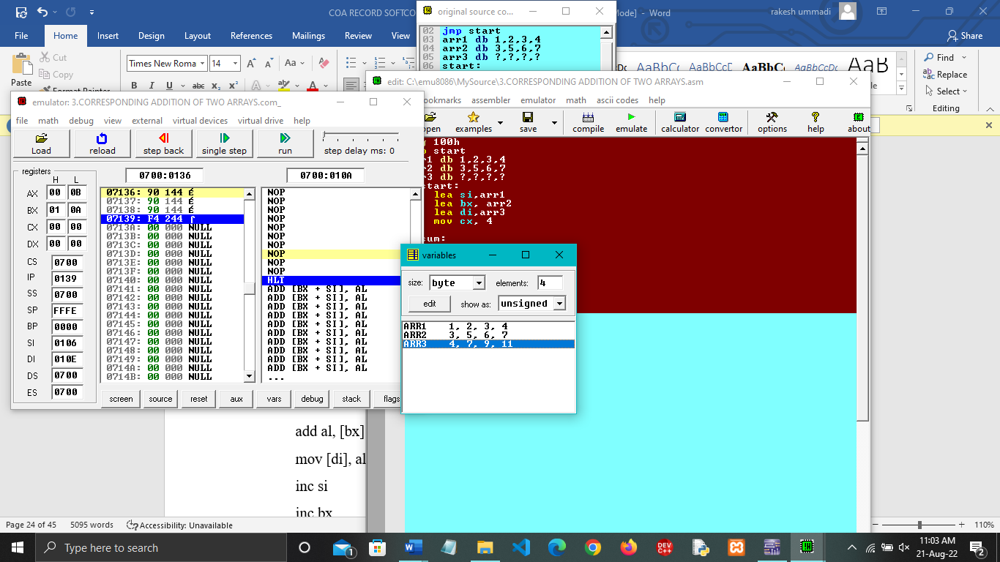 COA RECORD SOFTCO
Mode] - Word
rakesh ummadi
File Home Insert Design Layout References Mailings Review View
Share
Paste
Cut
Copy
Format Painter
Times New Roma
14
Aa
B I U abc x₂ x²
AaBbCc AaBbCcD AaBbCc AaBbCcDc AaB
Find
Replace
Select
Editing
original source co...
02 jmp start
03 arr1 db 1,2,3,4
04 arr2 db 3,5,6,7
05 arr3 db ?,?,?,?
06 start:
edit: C:\emu8086\MySource\3.CORRESPONDING ADDITION OF TWO ARRAYS.asm
ookmarks assembler emulator math ascii codes help
open examples save compile emulate calculator convertor options help about
100h
start
1 db 1,2,3,4
2 db 3,5,6,7
3 db ?,?,?,?
start:
lea si,arr1
lea bx, arr2
lea di,arr3
mov cx, 4
sum:
emulator: 3.CORRESPONDING ADDITION OF TWO ARRAYS.com_
file math debug view external virtual devices virtual drive help
Load reload step back single step run step delay ms: 0
registers
H L
AX 00 0B
BX 01 0A
CX 00 00
DX 00 00
CS 0700
IP 0139
SS 0700
SP FFFE
BP 0000
SI 0106
DI 010E
DS 0700
ES 0700
0700:0136
07136: 90 144 É
07137: 90 144 É
07138: 90 144 É
07139: F4 244 ⌠
0713A: 00 000 NULL
0713B: 00 000 NULL
0713C: 00 000 NULL
0713D: 00 000 NULL
0713E: 00 000 NULL
0713F: 00 000 NULL
07140: 00 000 NULL
07141: 00 000 NULL
07142: 00 000 NULL
07143: 00 000 NULL
07144: 00 000 NULL
07145: 00 000 NULL
07146: 00 000 NULL
07147: 00 000 NULL
07148: 00 000 NULL
07149: 00 000 NULL
0714A: 00 000 NULL
0714B: 00 000 NULL
0700:010A
NOP
NOP
NOP
NOP
NOP
NOP
NOP
NOP
NOP
NOP
HLT
ADD [BX + SI], AL
ADD [BX + SI], AL
ADD [BX + SI], AL
ADD [BX + SI], AL
ADD [BX + SI], AL
ADD [BX + SI], AL
ADD [BX + SI], AL
ADD [BX + SI], AL
ADD [BX + SI], AL
ADD [BX + SI], AL
...
screen source reset aux vars debug stack flags
variables
size: byte elements: 4
edit show as: unsigned
ARR1 1, 2, 3, 4
ARR2 3, 5, 6, 7
ARR3 4, 7, 9, 11
add al, [bx]
mov [di], al
inc si
inc bx
Page 24 of 45 5095 words Accessibility: Unavailable
110%
Type here to search
1
DEV C++
11:03 AM
21-Aug-22
2